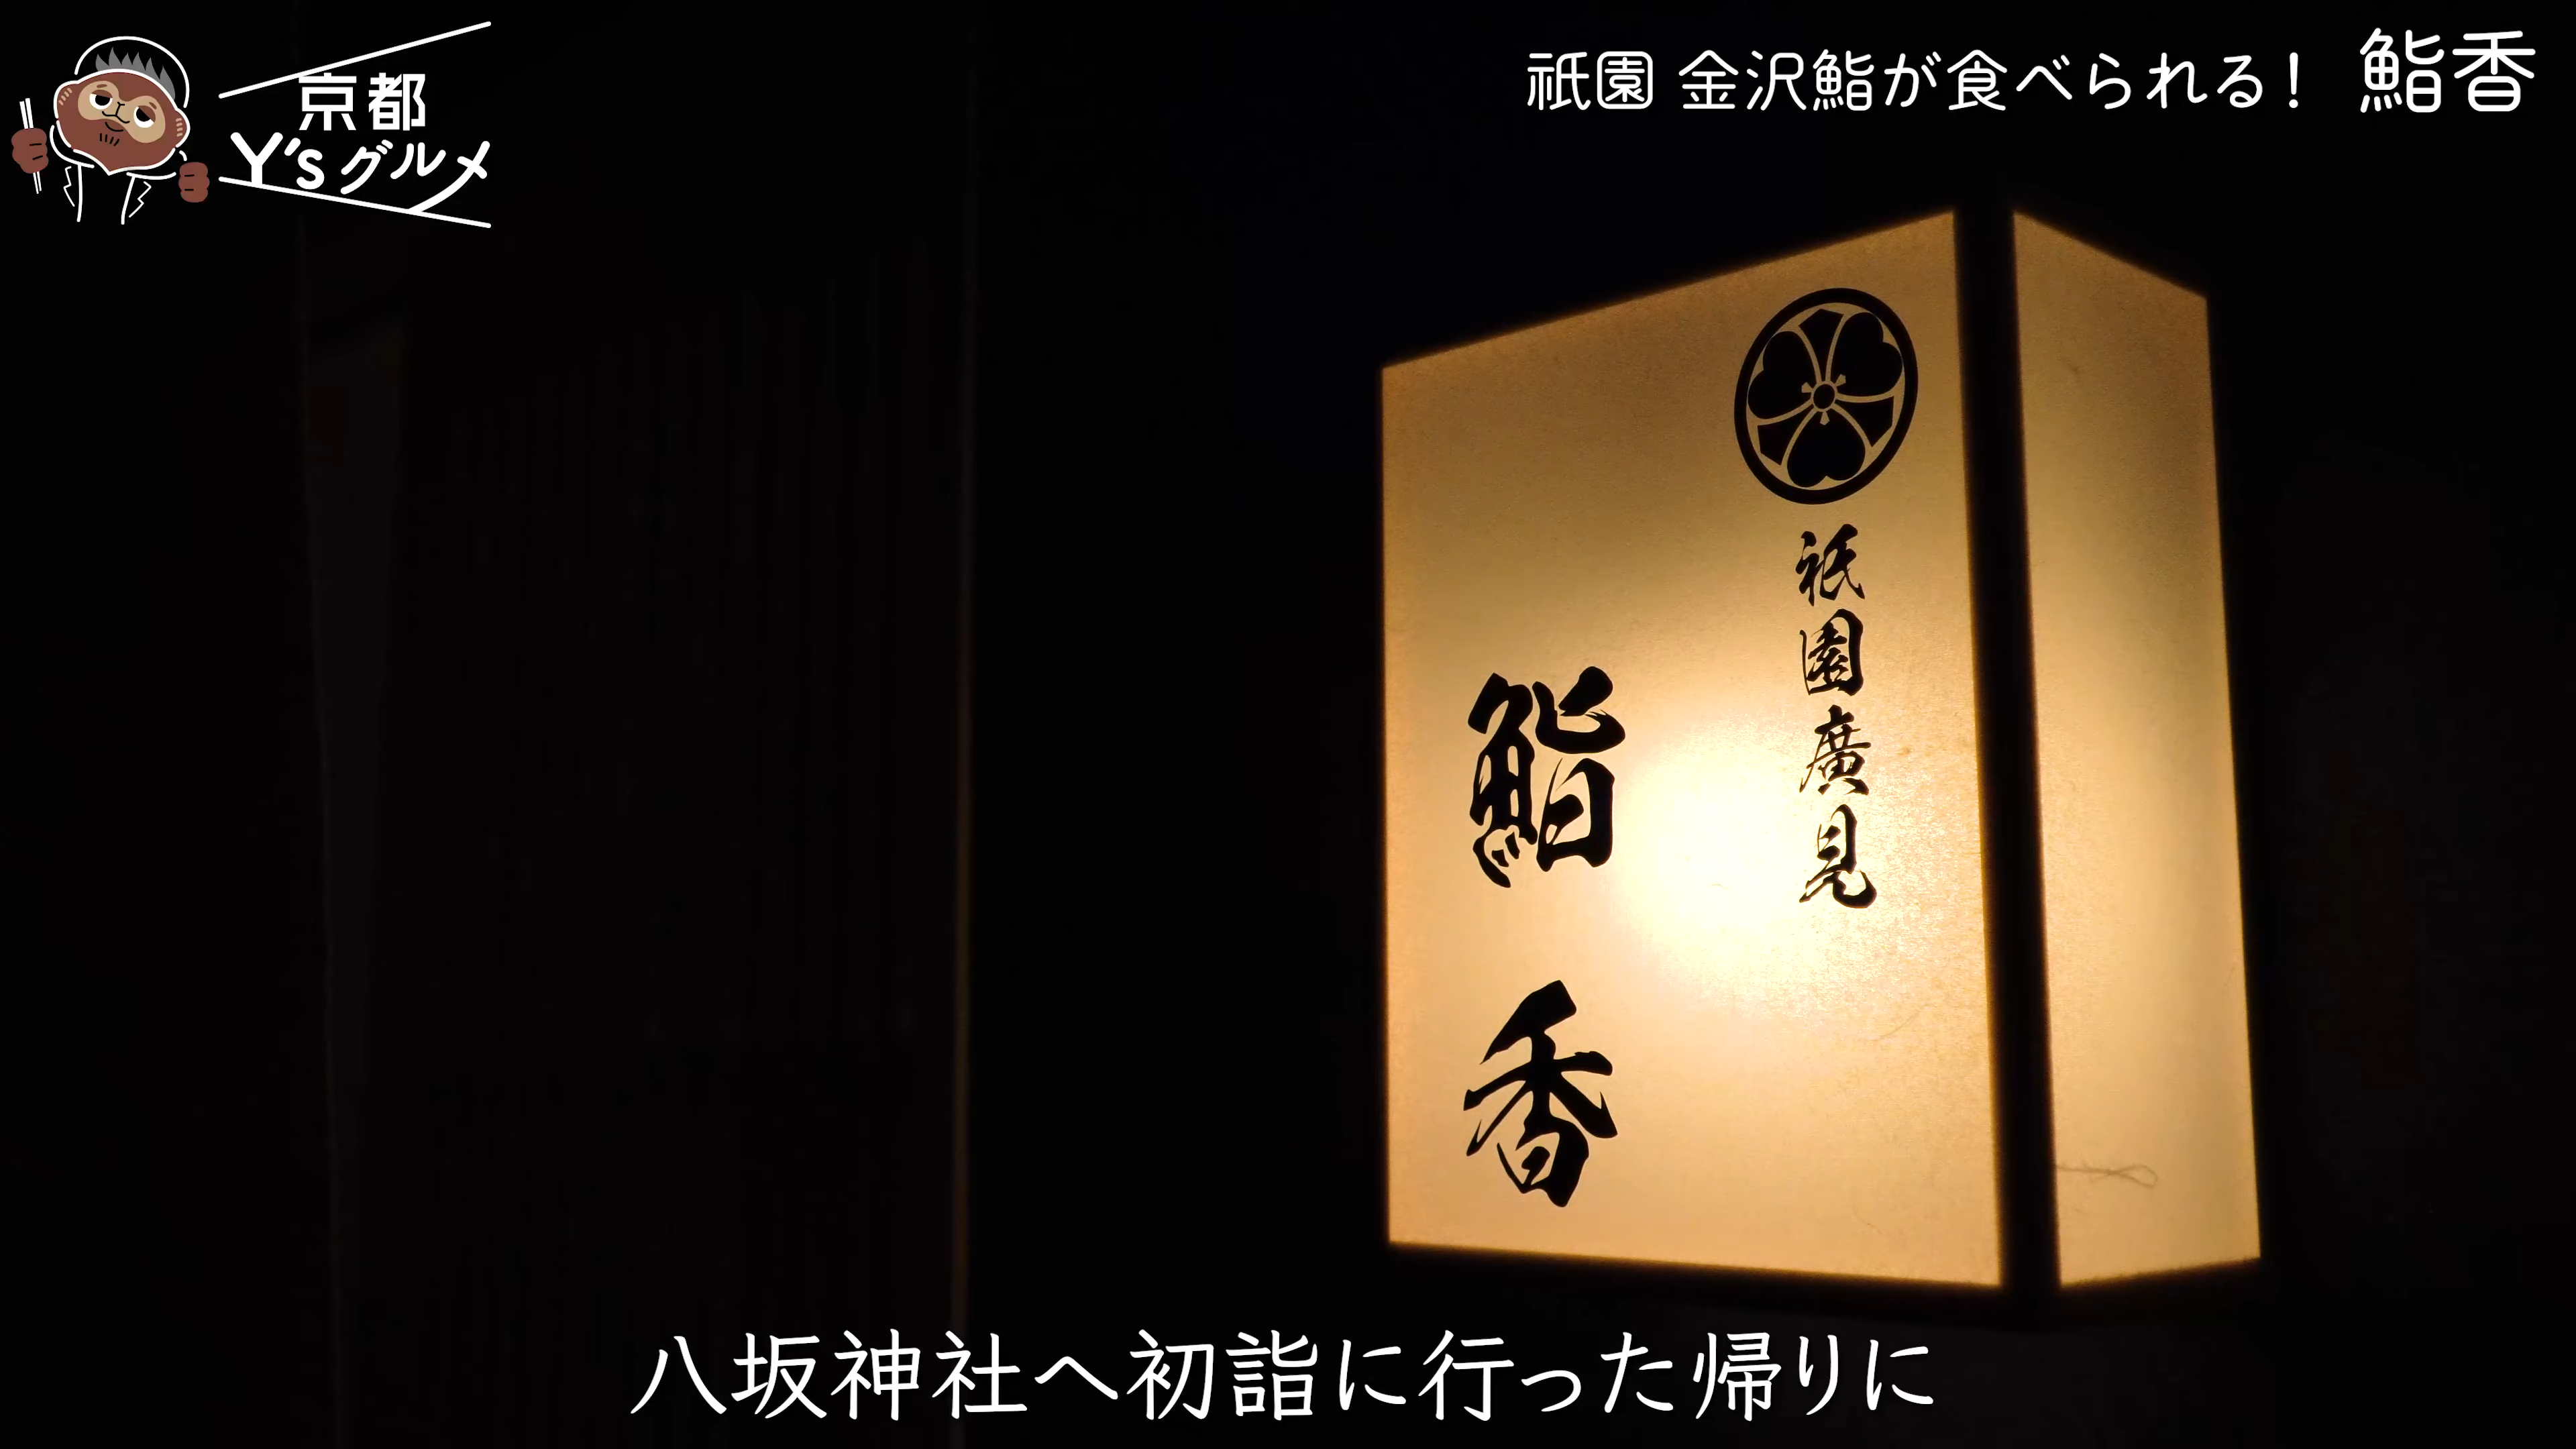 京都
Y'sグルメ
祇園 金沢鮨が食べられる! 鮨香
祇園廣見
鮨香
八坂神社へ初詣に行った帰りに